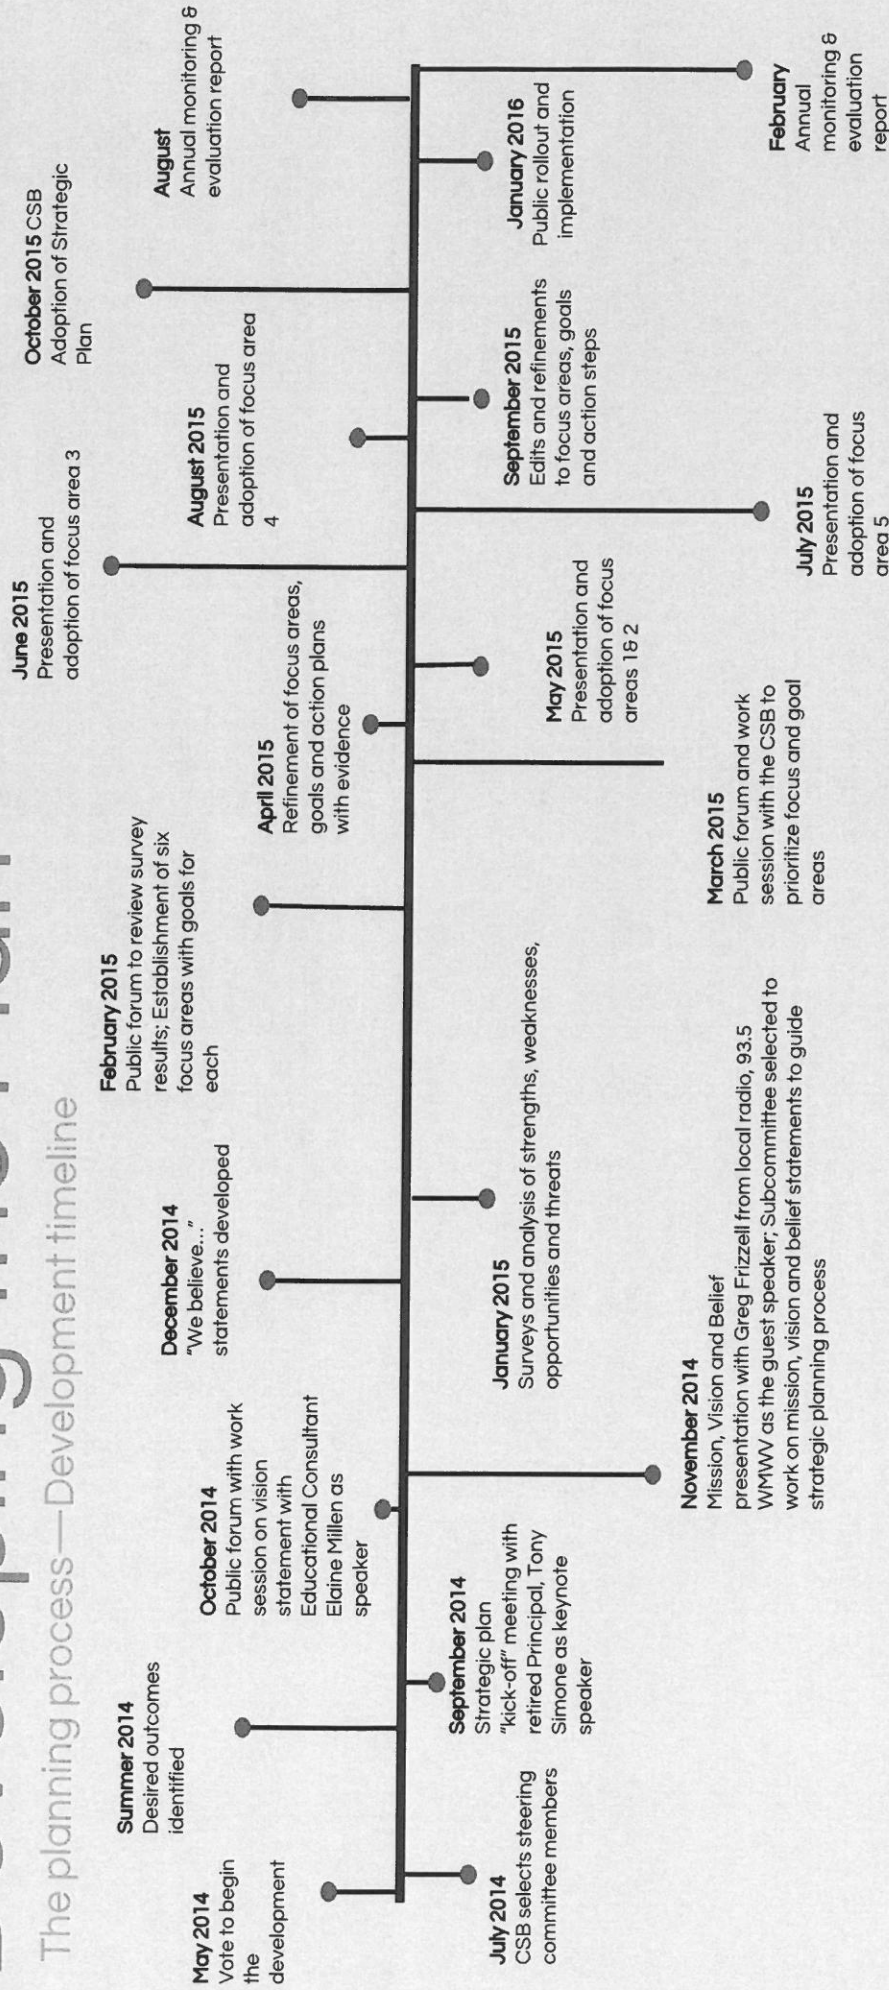 The planning process—Development timeline
May 2014
Vote to begin
the
development
Summer 2014
Desired outcomes
identified
October 2014
Public forum with work
session on vision
statement with
Educational Consultant
Elaine Millen as
speaker
December 2014
"We believe..."
statements developed
February 2015
Public forum to review survey
results; Establishment of six
focus areas with goals for
each
April 2015
Refinement of focus areas,
goals and action plans
with evidence
June 2015
Presentation and
adoption of focus area 3
August 2015
Presentation and
adoption of focus area
4
October 2015 CSB
Adoption of Strategic
Plan
August
Annual monitoring &
evaluation report
July 2014
CSB selects steering
committee members
September 2014
Strategic plan
"kick-off" meeting with
retired Principal, Tony
Simone as keynote
speaker
November 2014
Mission, Vision and Belief
presentation with Greg Frizzell from local radio, 93.5
WMWV as the guest speaker; Subcommittee selected to
work on mission, vision and belief statements to guide
strategic planning process
January 2015
Surveys and analysis of strengths, weaknesses,
opportunities and threats
March 2015
Public forum and work
session with the CSB to
prioritize focus and goal
areas
May 2015
Presentation and
adoption of focus
areas 1 & 2
July 2015
Presentation and
adoption of focus
area 5
September 2015
Edits and refinements
to focus areas, goals
and action steps
January 2016
Public rollout and
implementation
February
Annual
monitoring &
evaluation
report